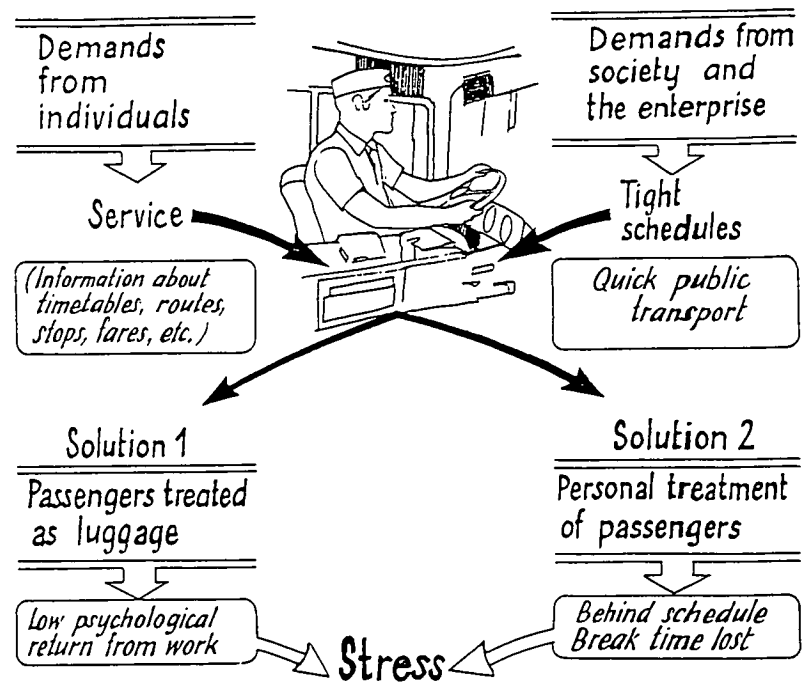 Demands
from
individuals
Demands from
society and
the enterprise
Service
Tight
schedules
(Information about
timetables, routes,
stops, fares, etc.)
Quick public
transport
Solution 1
Passengers treated
as luggage
Solution 2
Personal treatment
of passengers
Low psychological
return from work
Behind schedule
Break time lost
Stress